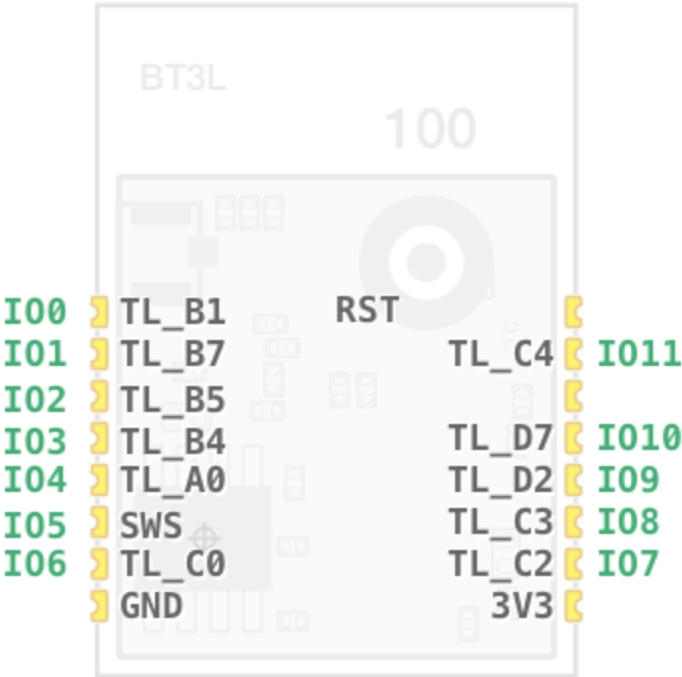 BT3L
100
IO0 TL_B1 RST
IO1 TL_B7 TL_C4 IO11
IO2 TL_B5
IO3 TL_B4 TL_D7 IO10
IO4 TL_A0 TL_D2 IO9
IO5 SWS TL_C3 IO8
IO6 TL_C0 TL_C2 IO7
GND 3V3